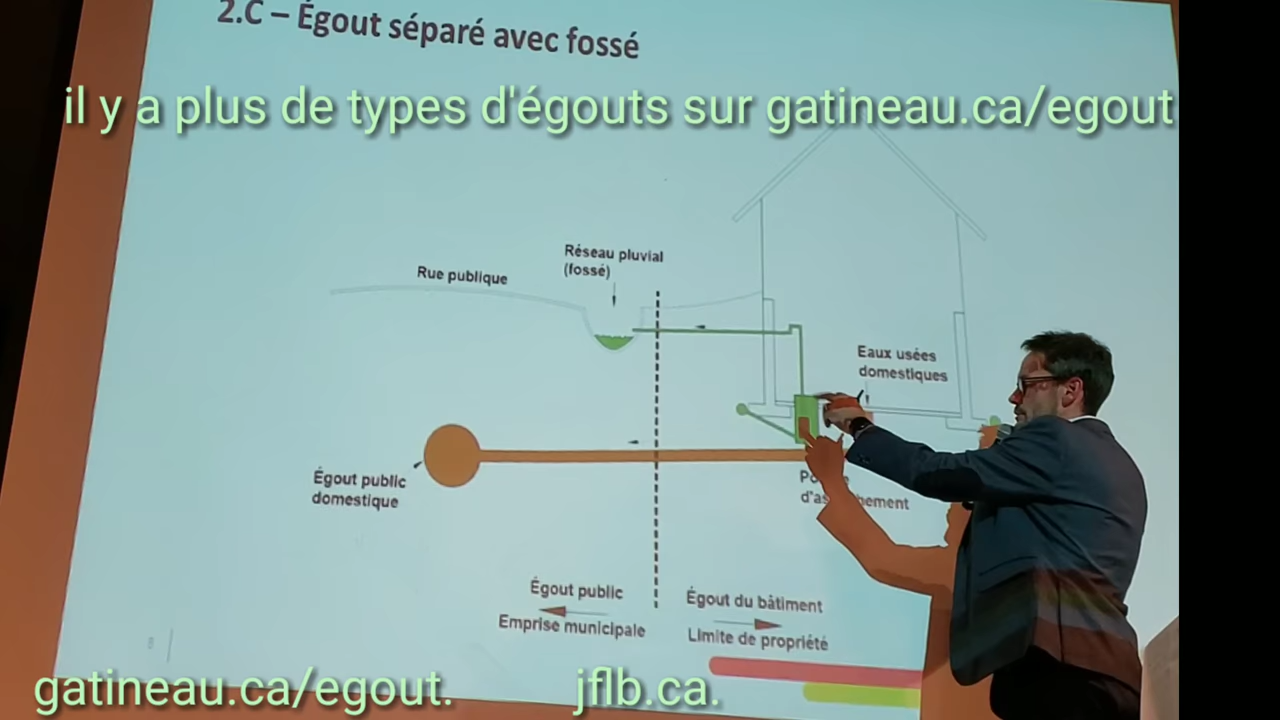 2.C – Égout séparé avec fossé
il y a plus de types d'égouts sur gatineau.ca/egout
Réseau pluvial
(fossé)
Rue publique
Eaux usées
domestiques
Égout public
domestique
Égout public
Emprise municipale
Égout du bâtiment
Limite de propriété
8
gatineau.ca/egout.
jflb.ca.